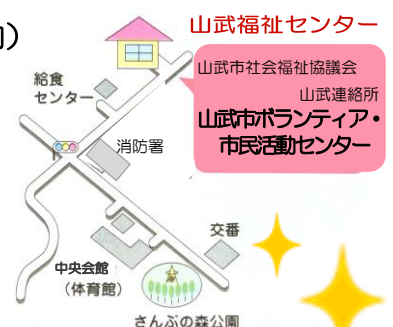 山武福祉センター
山武市社会福祉協議会
山武連絡所
山武市ボランティア・
市民活動センター
給食
センター
消防署
交番
中央会館
（体育館）
さんぶの森公園